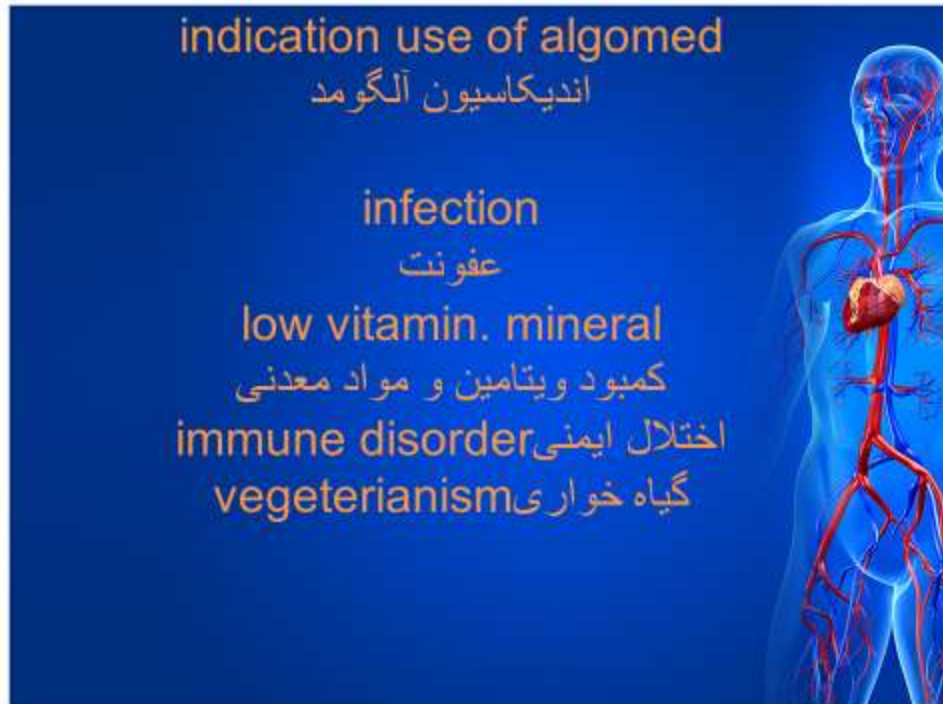 indication use of algomed
اندیکاسیون آلگومد
infection
عفونت
low vitamin. mineral
کمبود ویتامین و مواد معدنی
immune disorderاختلال ایمنی
vegeterianismگیاه خواری